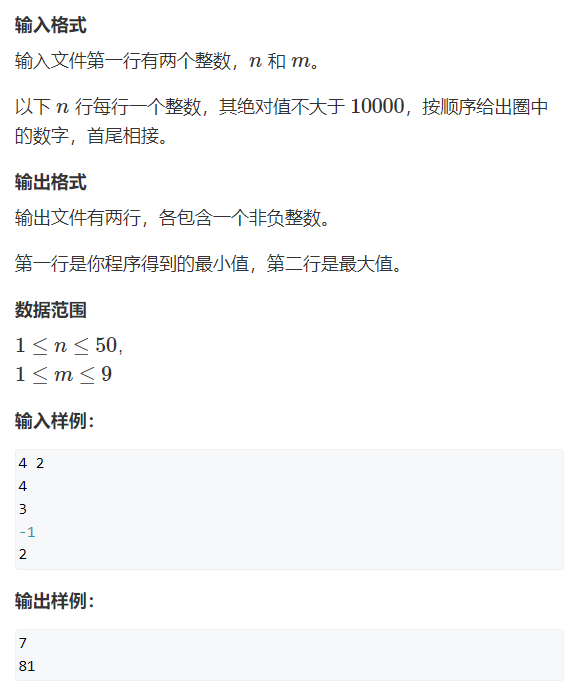 输入格式
输入文件第一行有两个整数，n 和 m。
以下 n 行每行一个整数，其绝对值不大于 10000，按顺序给出圈中
的数字，首尾相接。
输出格式
输出文件有两行，各包含一个非负整数。
第一行是你程序得到的最小值，第二行是最大值。
数据范围
1 ≤ n ≤ 50,
1 ≤ m ≤ 9
输入样例：
4 2
4
3
-1
2
输出样例：
7
81